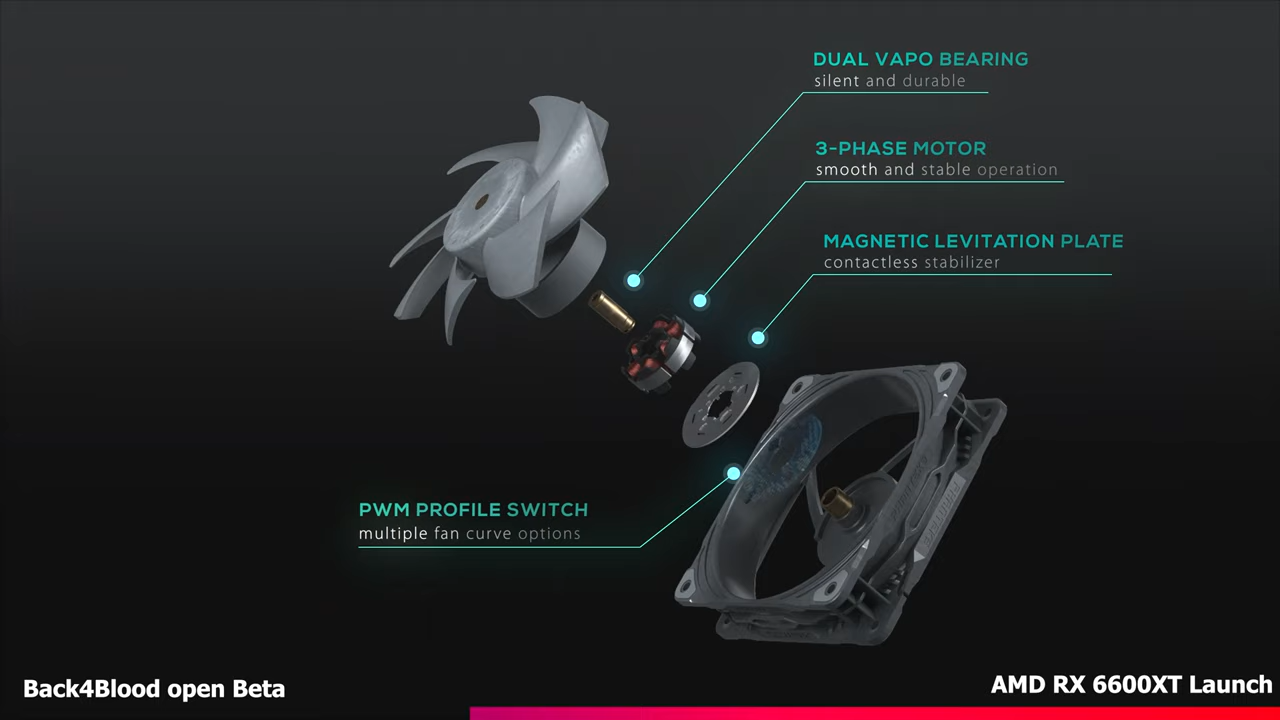 DUAL VAPO BEARING
silent and durable
3-PHASE MOTOR
smooth and stable operation
MAGNETIC LEVITATION PLATE
contactless stabilizer
PWM PROFILE SWITCH
multiple fan curve options
Back4Blood open Beta
AMD RX 6600XT Launch